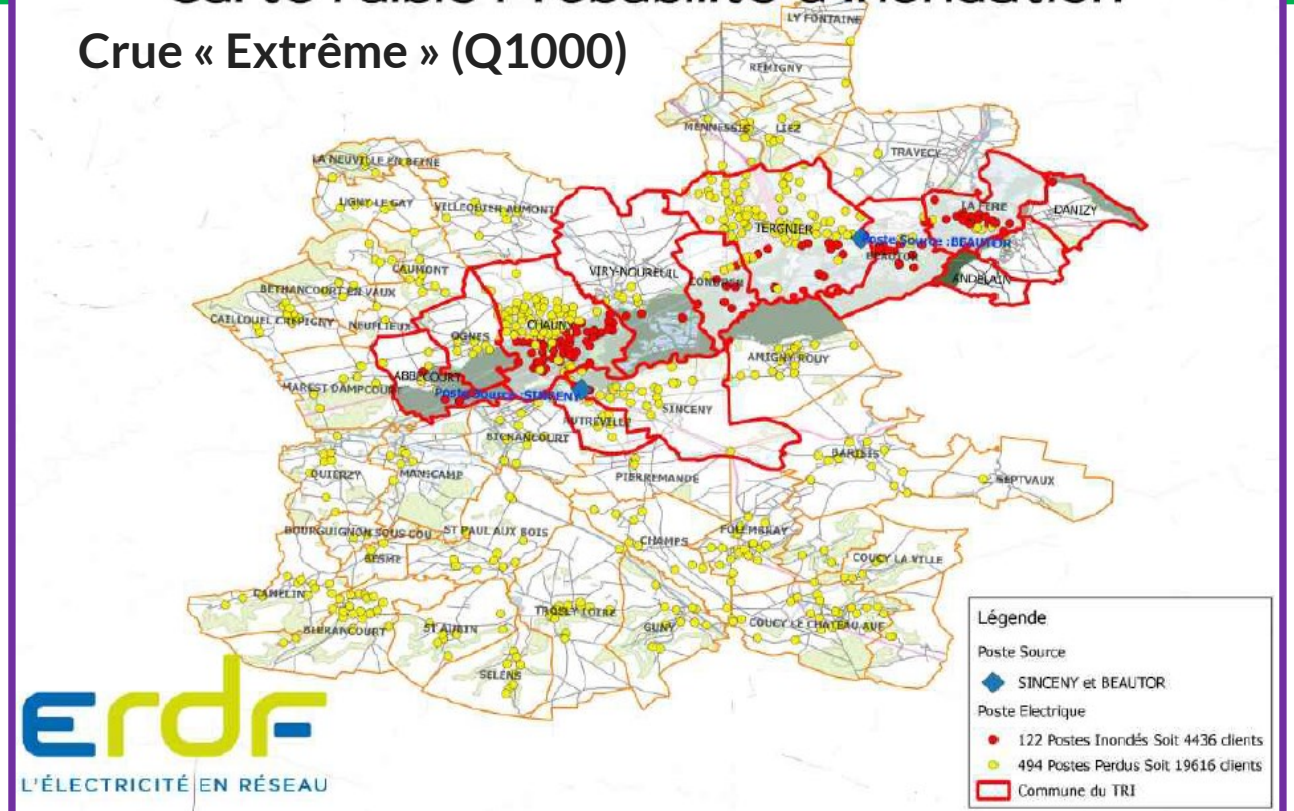 Carte Faible Probabilité d'Inondation
Crue « Extrême » (Q1000)
LY FONTAINE
REMIGNY
MENNESSIS
LIEZ
TRAVECY
LA NEUVILLE EN BEINE
UGNY LE GAY
VILLEQUIER AUMONT
LA FERE
DANIZY
TERGNIER
Poste Source :BEAUTOR
BEAUTOR
CAUMONT
VIRY-NOUREUIL
CONDREN
ANDELAIN
BETHANCOURT EN VAUX
CAILLOUEL CREPIGNY
NEUFLIEUX
OGNES
CHAUNY
AMIGNY ROUY
ABBECOURT
MAREST DAMPCOURT
Poste Source :SINCENY
SINCENY
AUTREVILLE
BICHANCOURT
BARISIS
QUIERZY
MANICAMP
PIERREMANDE
SEPTVAUX
BOURGUIGNON SOUS COU
ST PAUL AUX BOIS
CHAMPS
FOLEMBRAY
BESME
COUCY LA VILLE
CAMELIN
BLERANCOURT
ST AUBIN
TROSLY LOIRE
GUNY
COUCY LE CHATEAU AUF
SELENS
Légende
Poste Source
SINCENY et BEAUTOR
Poste Electrique
122 Postes Inondés Soit 4436 clients
494 Postes Perdus Soit 19616 clients
Commune du TRI
ERDF
L'ÉLECTRICITÉ EN RÉSEAU